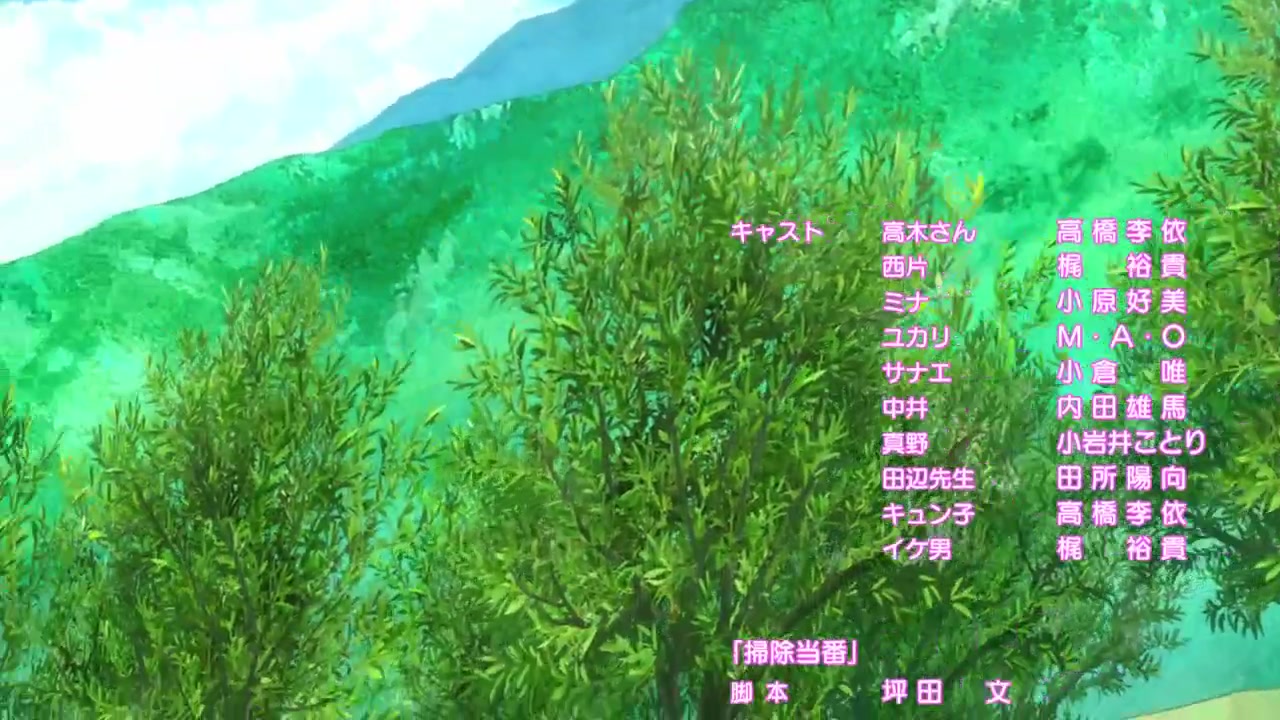 キャスト 高木さん 高橋李依
西片 梶 裕貴
ミナ 小原好美
ユカリ M・A・O
サナエ 小倉 唯
中井 内田雄馬
真野 小岩井ことり
田辺先生 田所陽向
キュン子 高橋李依
イケ男 梶 裕貴
「掃除当番」
脚本 坪田 文